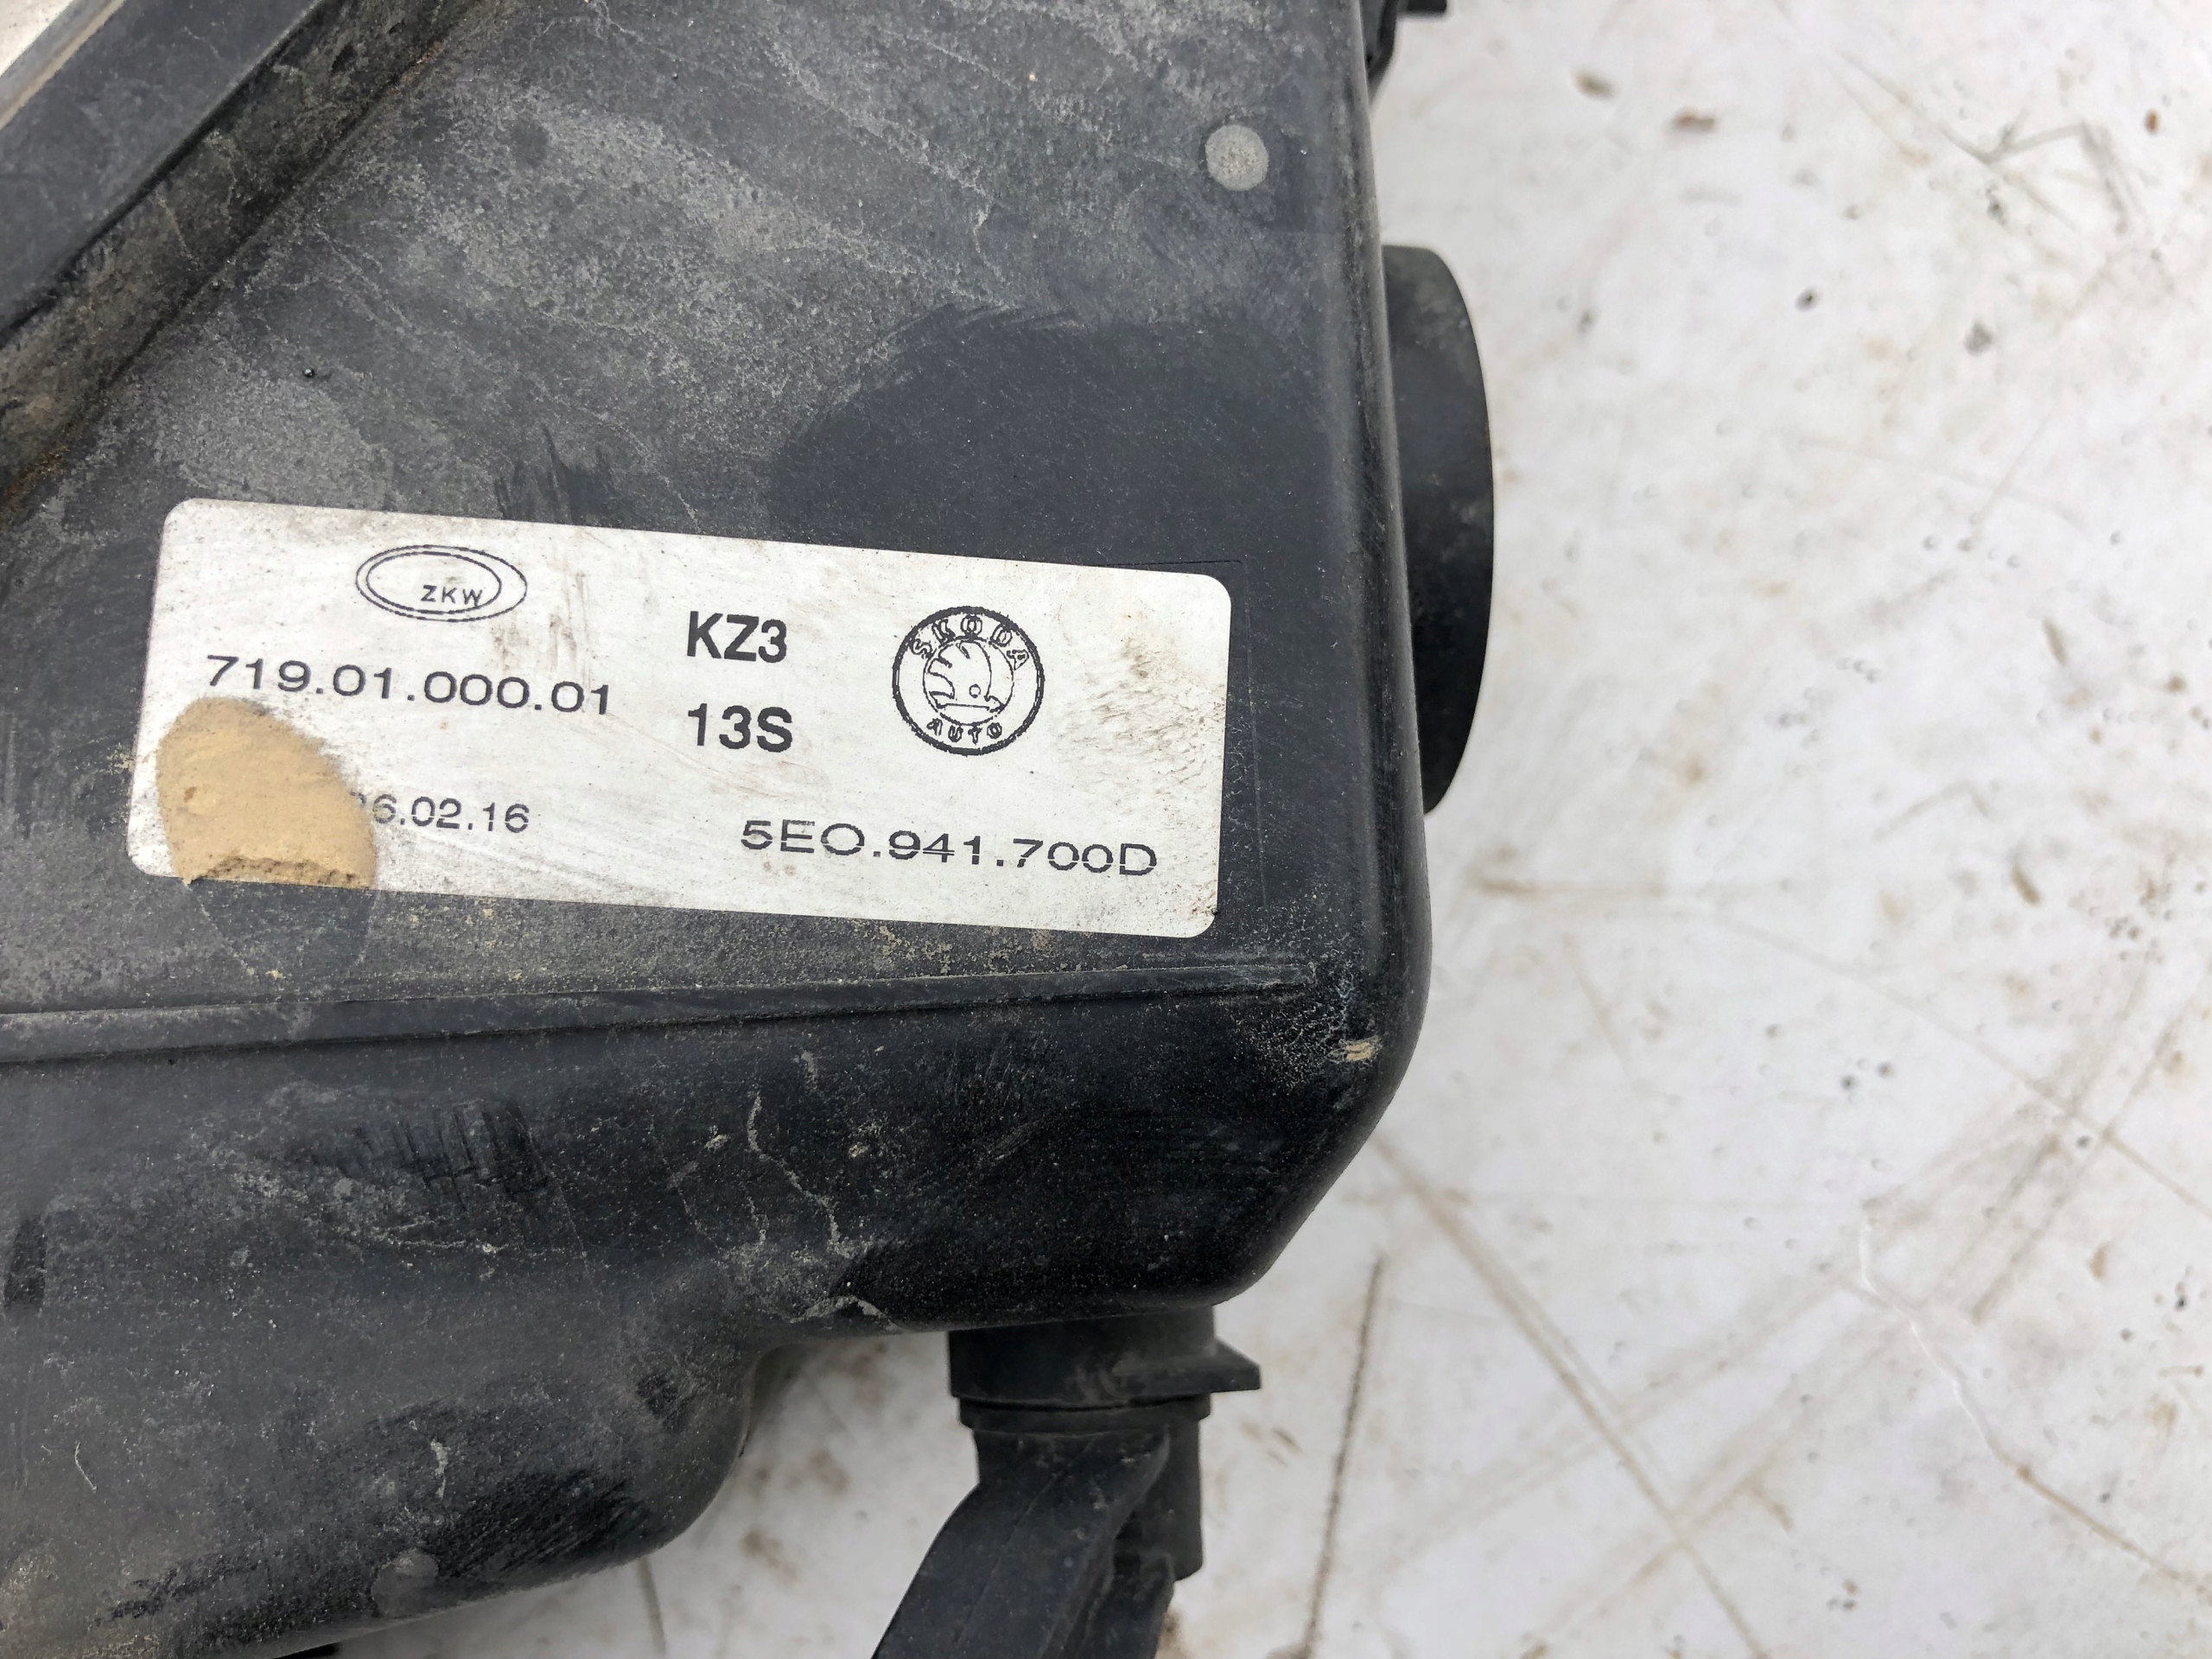 ZKW
KZ3
SKODA
AUTO
719.01.000.01
13S
6.02.16
5E0.941.700D